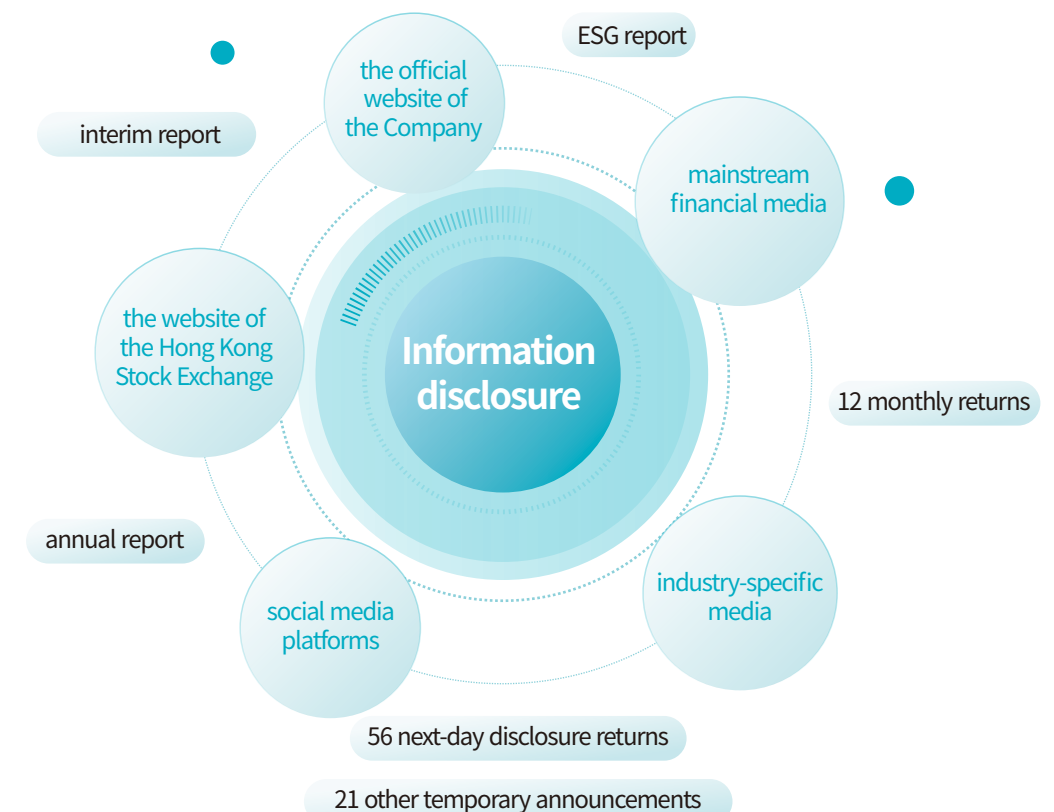 ESG report
the official
website of
the Company
interim report
mainstream
financial media
the website of
the Hong Kong
Stock Exchange
Information
disclosure
12 monthly returns
annual report
industry-specific
media
social media
platforms
56 next-day disclosure returns
21 other temporary announcements